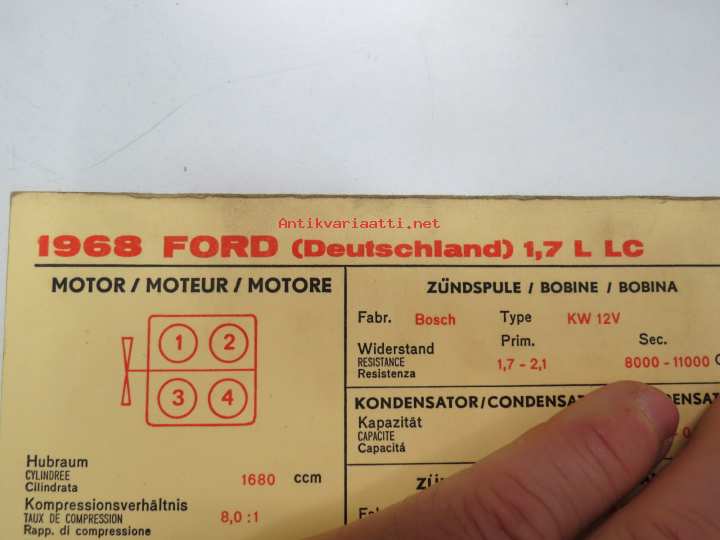 Antikvariaatti.net
1968 FORD (Deutschland) 1,7 L LC
MOTOR / MOTEUR / MOTORE
1 2
3 4
Hubraum
CYLINDREE
Cilindrata
1680 ccm
Kompressionsverhältnis
TAUX DE COMPRESSION
Rapp. di compressione
8,0 : 1
ZÜNDSPULE / BOBINE / BOBINA
Fabr. Bosch Type KW 12V
Prim. Sec.
Widerstand
RESISTANCE
Resistenza
1,7 - 2,1 8000 - 11000
KONDENSATOR/CONDENSAT
Kapazität
CAPACITE
Capacitá